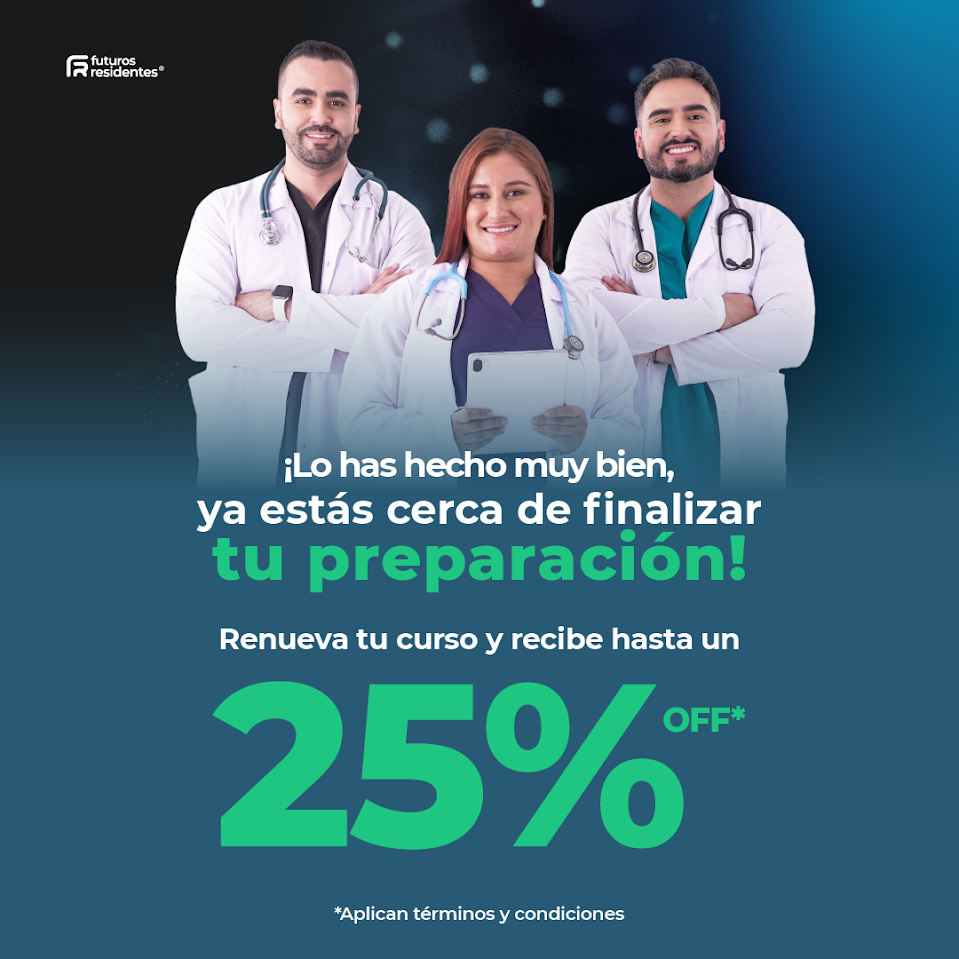 futuros
residentes®
¡Lo has hecho muy bien,
ya estás cerca de finalizar
tu preparación!
Renueva tu curso y recibe hasta un
25% OFF*
*Aplican términos y condiciones